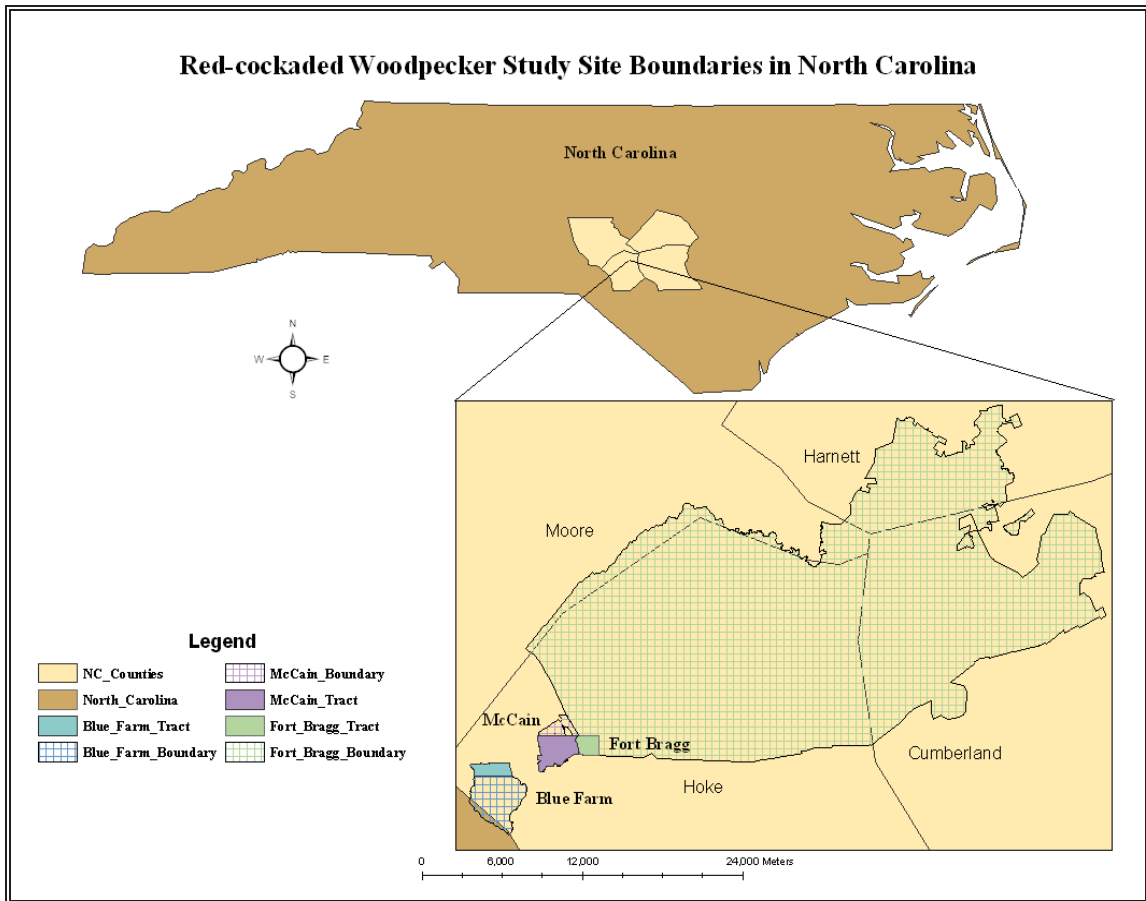 Red-cockaded Woodpecker Study Site Boundaries in North Carolina
North Carolina
N
W E
S
Harnett
Moore
McCain
Fort Bragg
Cumberland
Hoke
Blue Farm
Legend
NC_Counties
North_Carolina
Blue_Farm_Tract
Blue_Farm_Boundary
McCain_Boundary
McCain_Tract
Fort_Bragg_Tract
Fort_Bragg_Boundary
0 6,000 12,000 24,000 Meters